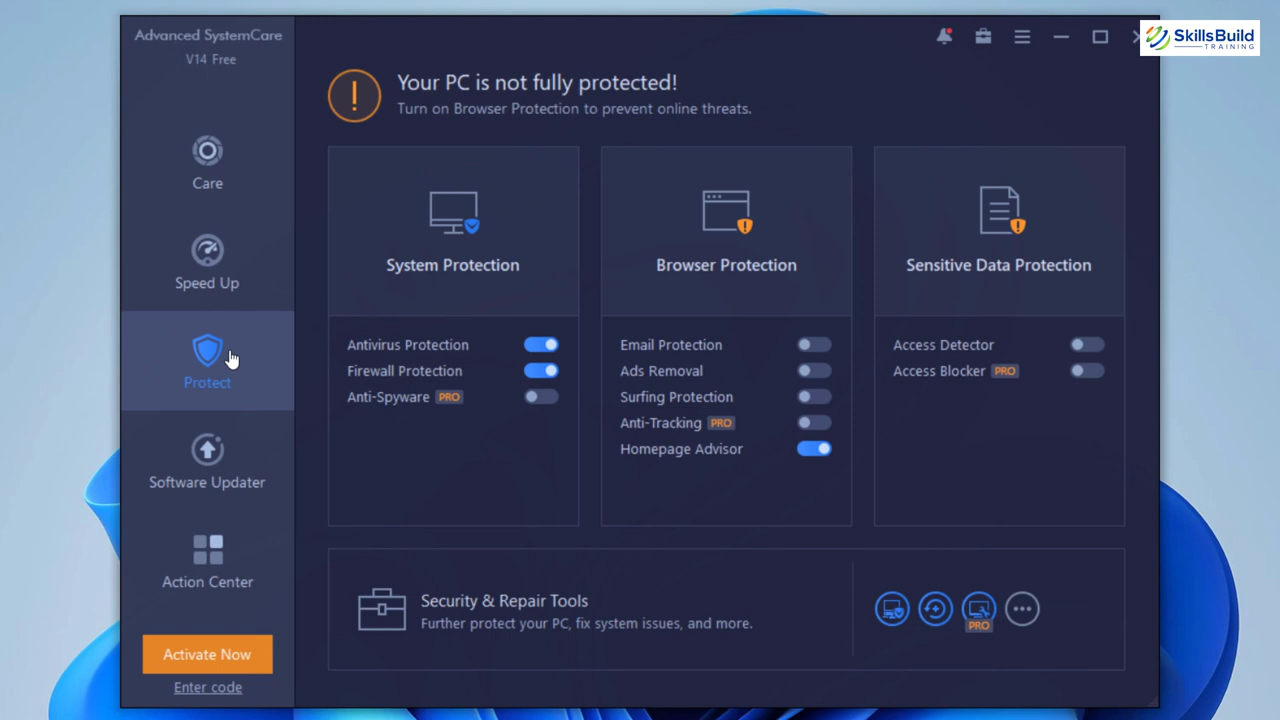 Advanced SystemCare
V14 Free
SkillsBuild
TRAINING
Your PC is not fully protected!
Turn on Browser Protection to prevent online threats.
Care
Speed Up
Protect
Software Updater
Action Center
Activate Now
Enter code
System Protection
Antivirus Protection
Firewall Protection
Anti-Spyware PRO
Browser Protection
Email Protection
Ads Removal
Surfing Protection
Anti-Tracking PRO
Homepage Advisor
Sensitive Data Protection
Access Detector
Access Blocker PRO
Security & Repair Tools
Further protect your PC, fix system issues, and more.
PRO